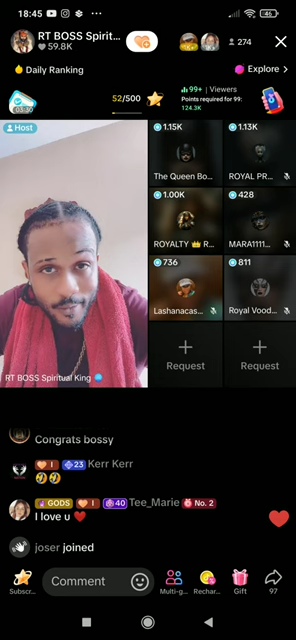 18:45
46
RT BOSS Spirit...
59.8K
274
Daily Ranking
Explore >
52/500
99+ | Viewers
Points required for 99:
124.3K
Host
1.15K
The Queen Bo...
1.13K
ROYAL PR...
1.00K
ROYALTY 👑 R...
428
MARA1111...
736
Lashanacas...
811
Royal Vood...
+
Request
+
Request
RT BOSS Spiritual King
Congrats bossy
I 23 Kerr Kerr
🤣🤣
GODS I 40 Tee_Marie No. 2
I love u ❤️
joser joined
Comment
Subscr...
Multi-g...
Rechar...
Gift
97